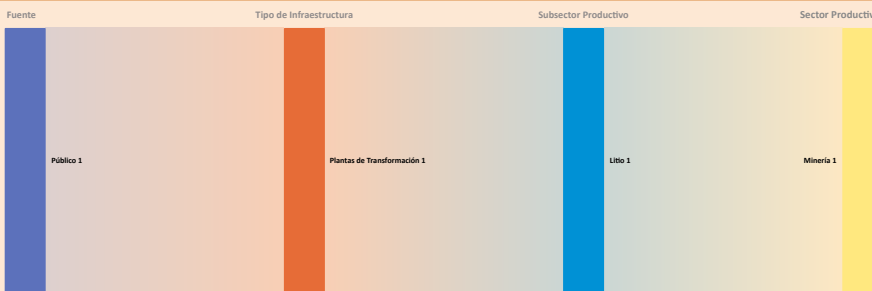 Fuente
Tipo de Infraestructura
Subsector Productivo
Sector Productiv
Público 1
Plantas de Transformación 1
Litio 1
Minería 1